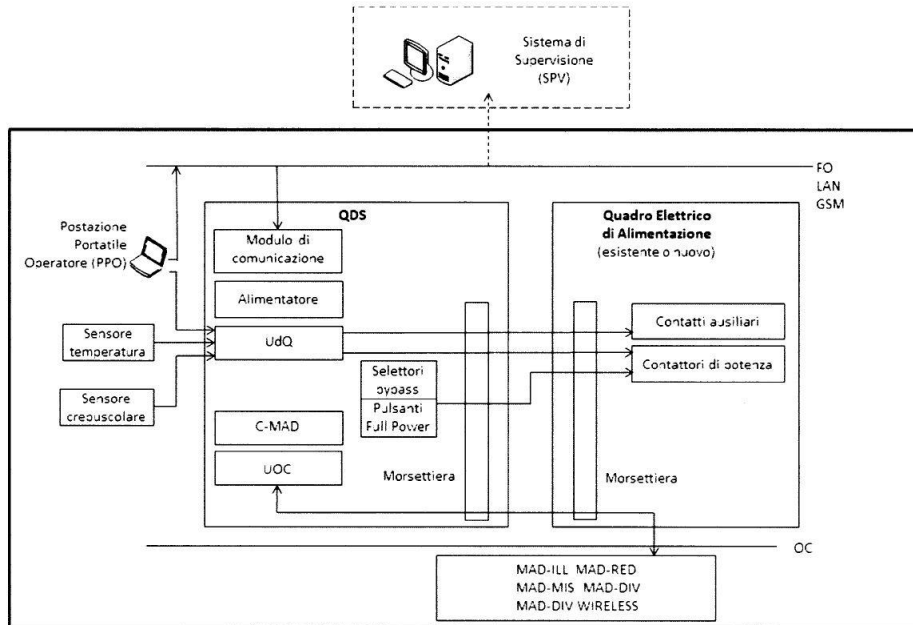 Sistema di
Supervisione
(SPV)
FO
LAN
GSM
QDS
Quadro Elettrico
di Alimentazione
(esistente o nuovo)
Postazione
Portatile
Operatore (PPO)
Modulo di
comunicazione
Alimentatore
Sensore
temperatura
UdQ
Contatti ausiliari
Contattori di potenza
Selettori
bypass
Pulsanti
Full Power
Sensore
crepuscolare
C-MAD
UOC
Morsettiera
Morsettiera
OC
MAD-ILL MAD-RED
MAD-MIS MAD-DIV
MAD-DIV WIRELESS